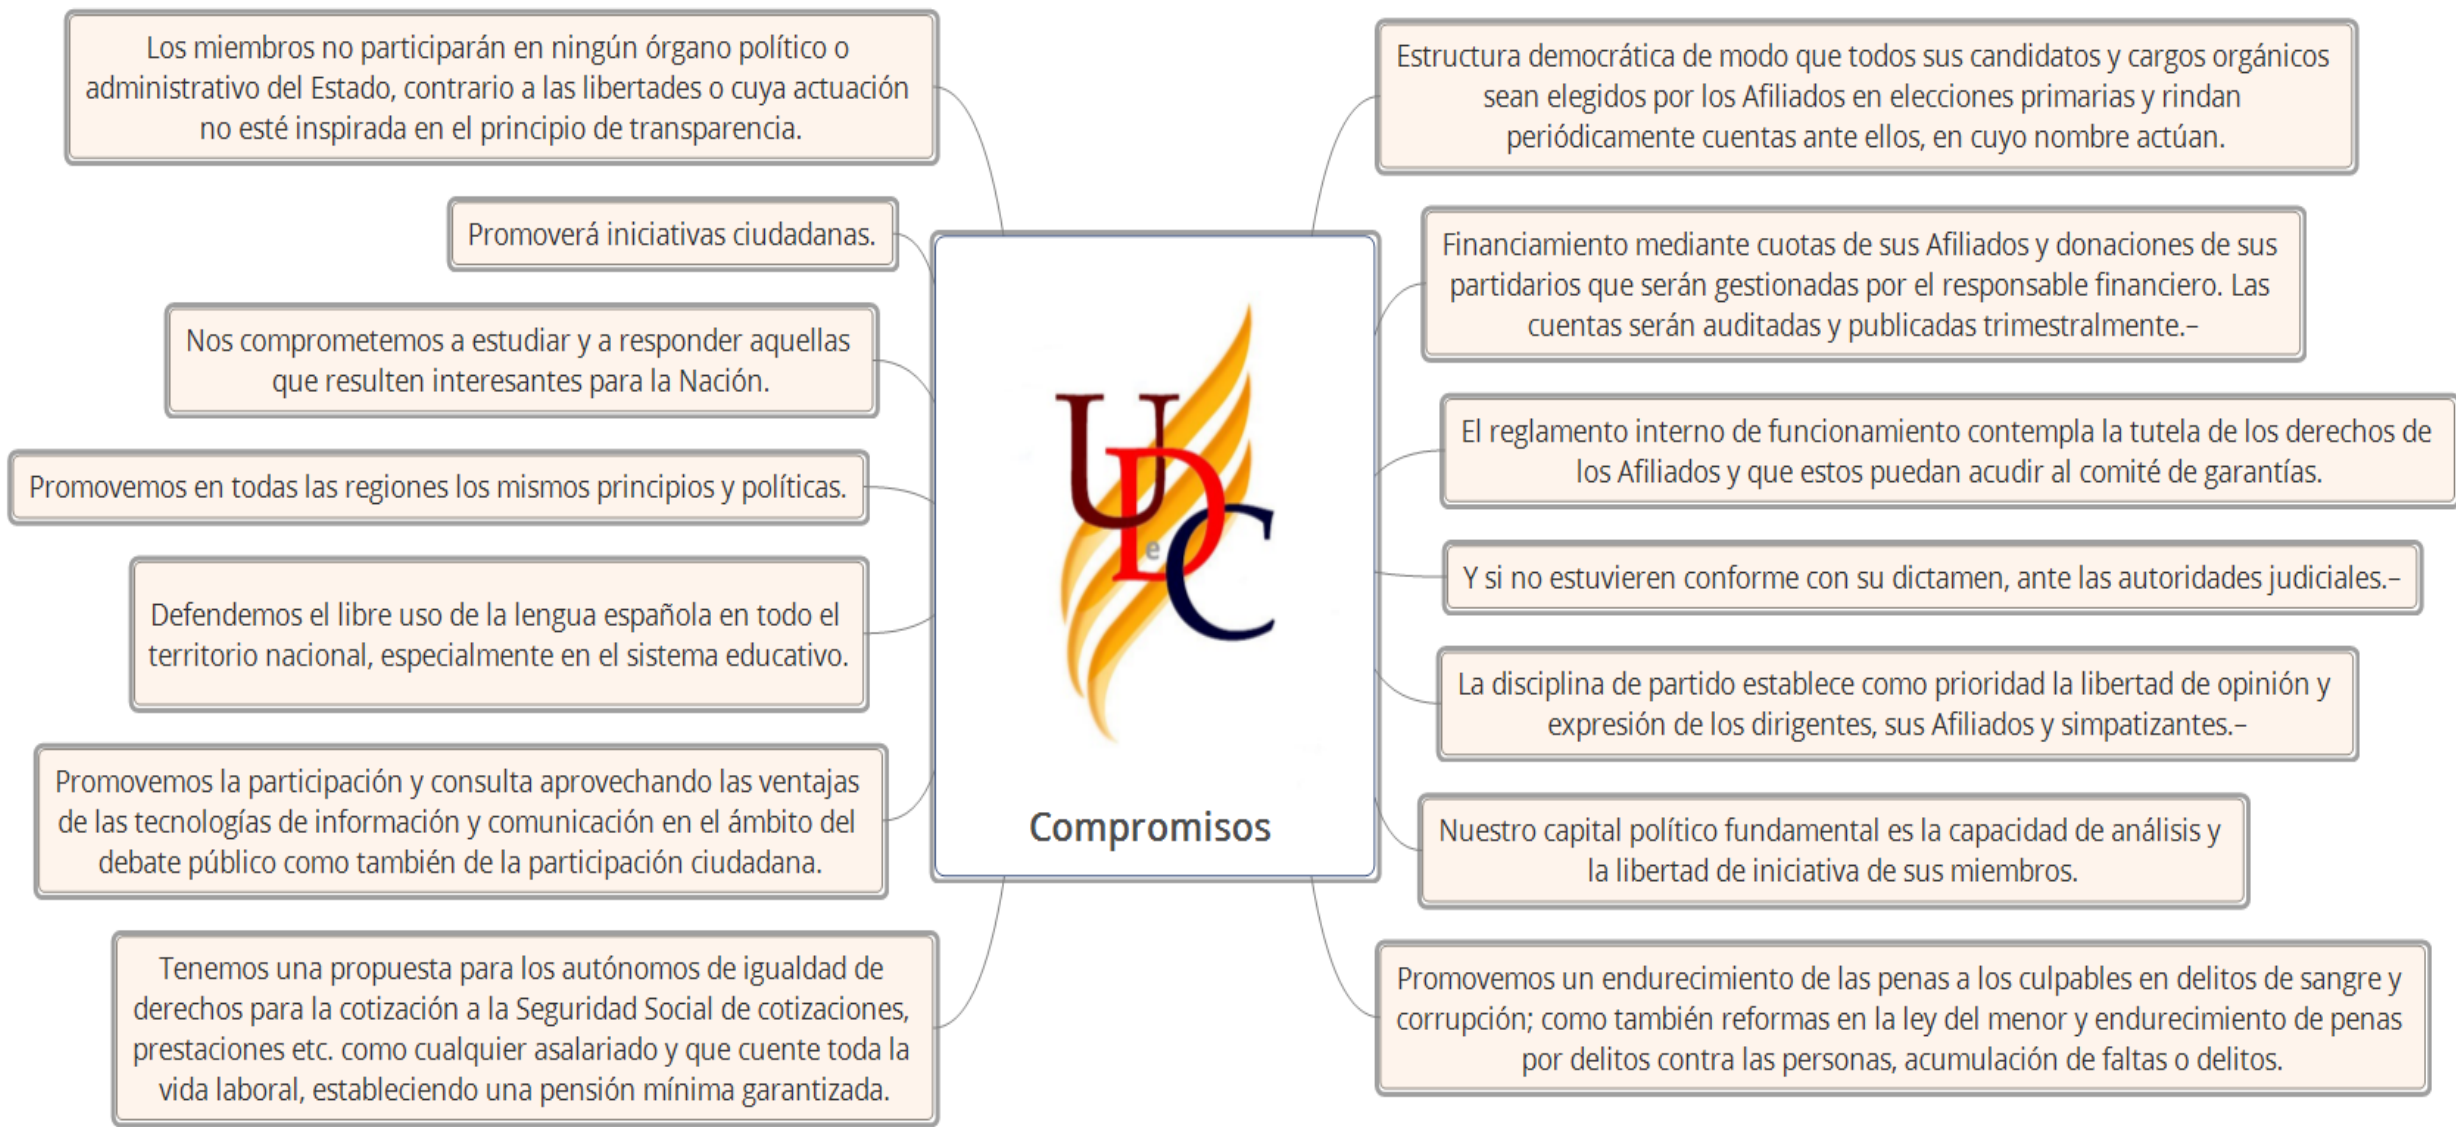 Los miembros no participarán en ningún órgano político o
administrativo del Estado, contrario a las libertades o cuya actuación
no esté inspirada en el principio de transparencia.
Promoverá iniciativas ciudadanas.
Nos comprometemos a estudiar y a responder aquellas
que resulten interesantes para la Nación.
Promovemos en todas las regiones los mismos principios y políticas.
Defendemos el libre uso de la lengua española en todo el
territorio nacional, especialmente en el sistema educativo.
Promovemos la participación y consulta aprovechando las ventajas
de las tecnologías de información y comunicación en el ámbito del
debate público como también de la participación ciudadana.
Tenemos una propuesta para los autónomos de igualdad de
derechos para la cotización a la Seguridad Social de cotizaciones,
prestaciones etc. como cualquier asalariado y que cuente toda la
vida laboral, estableciendo una pensión mínima garantizada.
UDeC
Compromisos
Estructura democrática de modo que todos sus candidatos y cargos orgánicos
sean elegidos por los Afiliados en elecciones primarias y rindan
periódicamente cuentas ante ellos, en cuyo nombre actúan.
Financiamiento mediante cuotas de sus Afiliados y donaciones de sus
partidarios que serán gestionadas por el responsable financiero. Las
cuentas serán auditadas y publicadas trimestralmente.–
El reglamento interno de funcionamiento contempla la tutela de los derechos de
los Afiliados y que estos puedan acudir al comité de garantías.
Y si no estuvieren conforme con su dictamen, ante las autoridades judiciales.–
La disciplina de partido establece como prioridad la libertad de opinión y
expresión de los dirigentes, sus Afiliados y simpatizantes.–
Nuestro capital político fundamental es la capacidad de análisis y
la libertad de iniciativa de sus miembros.
Promovemos un endurecimiento de las penas a los culpables en delitos de sangre y
corrupción; como también reformas en la ley del menor y endurecimiento de penas
por delitos contra las personas, acumulación de faltas o delitos.